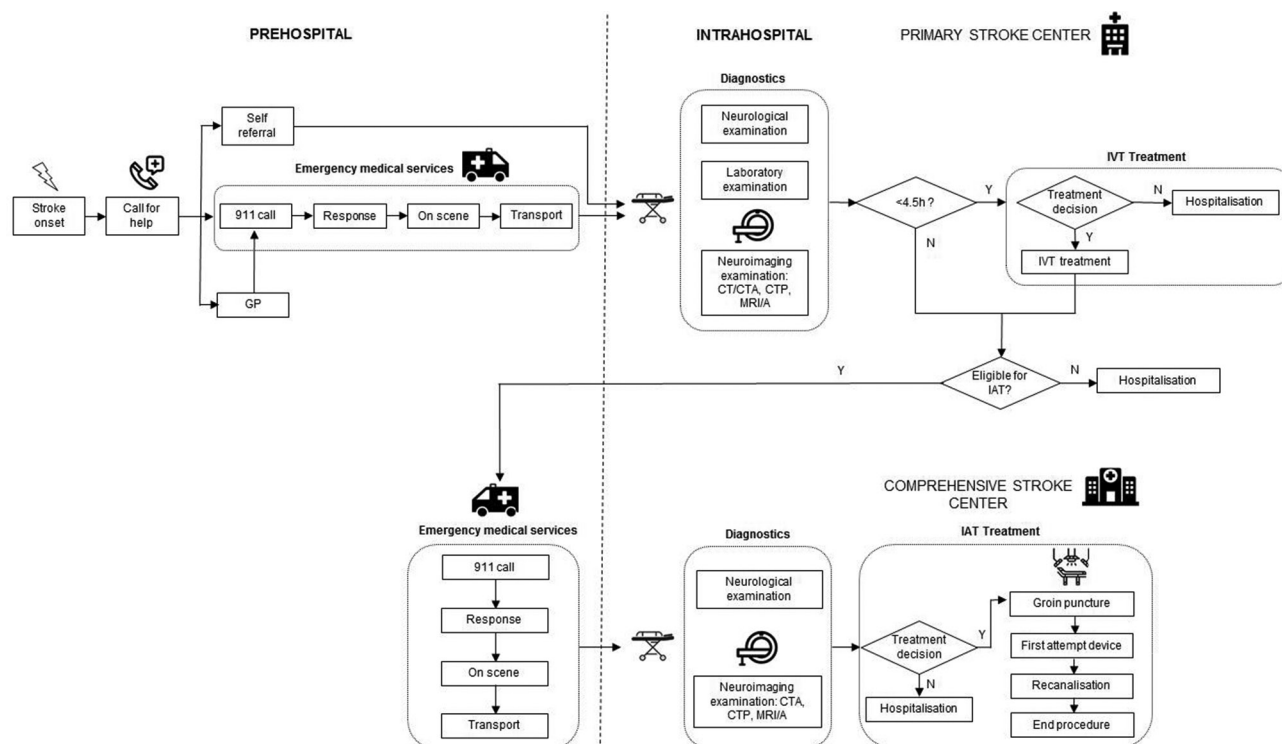 PREHOSPITAL
INTRAHOSPITAL
PRIMARY STROKE CENTER
Diagnostics
Self
referral
Neurological
examination
Emergency medical services
IVT Treatment
Laboratory
examination
Stroke
onset
Call for
help
911 call
Response
On scene
Transport
<4.5h ?
Y
Treatment
decision
N
Hospitalisation
N
Y
Neuroimaging
examination:
CT/CTA, CTP,
MRI/A
IVT treatment
GP
Y
Eligible for
IAT?
N
Hospitalisation
COMPREHENSIVE STROKE
CENTER
Emergency medical services
Diagnostics
IAT Treatment
911 call
Response
On scene
Transport
Neurological
examination
Neuroimaging
examination: CTA,
CTP, MRI/A
Treatment
decision
Y
N
Hospitalisation
Groin puncture
First attempt device
Recanalisation
End procedure